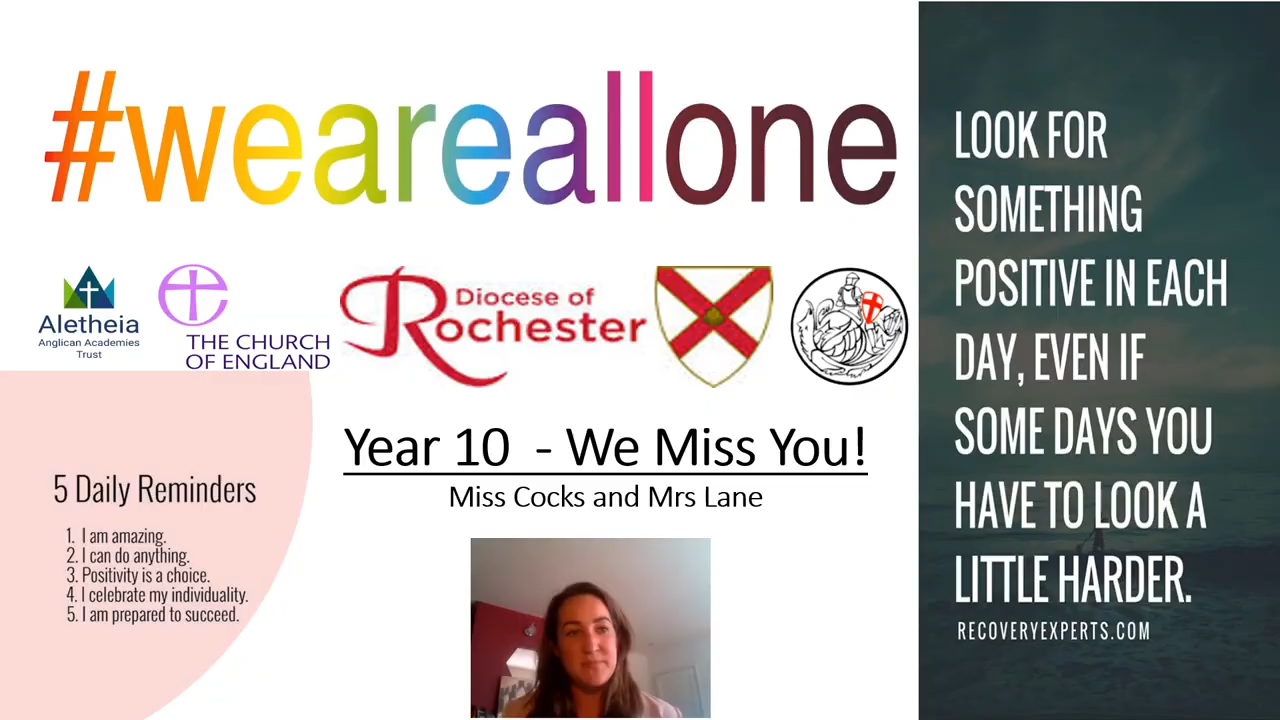 #weareallone
Aletheia
Anglican Academies
Trust
THE CHURCH
OF ENGLAND
Diocese of
Rochester
Year 10  - We Miss You!
Miss Cocks and Mrs Lane
5 Daily Reminders
1. I am amazing.
2. I can do anything.
3. Positivity is a choice.
4. I celebrate my individuality.
5. I am prepared to succeed.
LOOK FOR
SOMETHING
POSITIVE IN EACH
DAY, EVEN IF
SOME DAYS YOU
HAVE TO LOOK A
LITTLE HARDER.
RECOVERYEXPERTS.COM